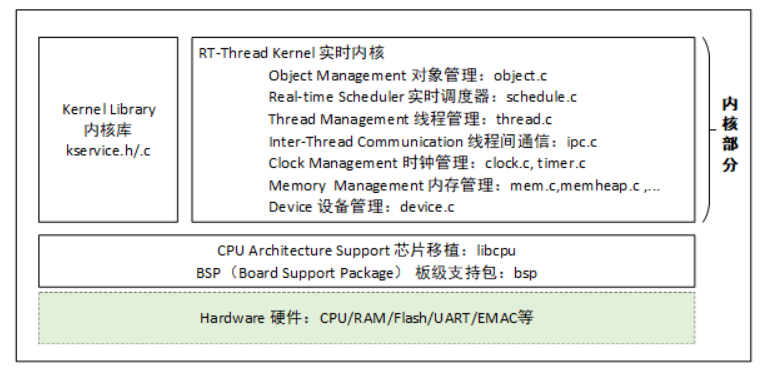 Kernel Library
内核库
kservice.h/.c
RT-Thread Kernel 实时内核
Object Management 对象管理：object.c
Real-time Scheduler 实时调度器：schedule.c
Thread Management 线程管理：thread.c
Inter-Thread Communication 线程间通信：ipc.c
Clock Management 时钟管理：clock.c, timer.c
Memory Management 内存管理：mem.c,memheap.c ,...
Device 设备管理：device.c
内核部分
CPU Architecture Support 芯片移植：libcpu
BSP（Board Support Package） 板级支持包：bsp
Hardware 硬件：CPU/RAM/Flash/UART/EMAC等